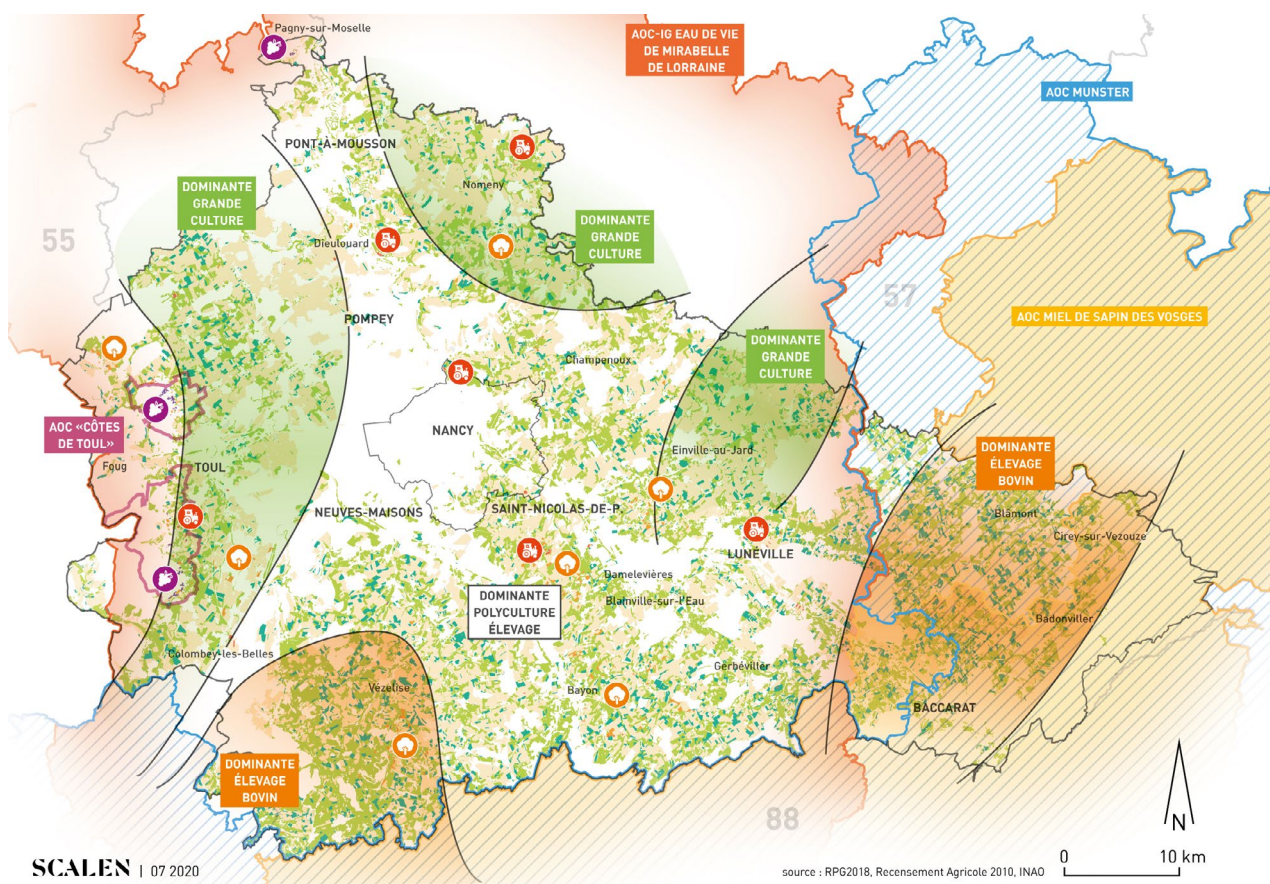 Pagny-sur-Moselle
AOC-IG EAU DE VIE
DE MIRABELLE
DE LORRAINE
AOC MUNSTER
PONT-À-MOUSSON
DOMINANTE
GRANDE
CULTURE
Nomeny
DOMINANTE
GRANDE
CULTURE
55
Dieulouard
57
POMPEY
AOC MIEL DE SAPIN DES VOSGES
Champenoux
DOMINANTE
GRANDE
CULTURE
AOC «CÔTES
DE TOUL»
NANCY
Foug
TOUL
Einville-au-Jard
DOMINANTE
ÉLEVAGE
BOVIN
NEUVES-MAISONS
SAINT-NICOLAS-DE-P.
Blâmont
Cirey-sur-Vezouze
LUNÉVILLE
Damelevières
DOMINANTE
POLYCULTURE
ÉLEVAGE
Blainville-sur-l'Eau
Badonviller
Colombey-les-Belles
Gerbéviller
Vézelise
Bayon
BACCARAT
DOMINANTE
ÉLEVAGE
BOVIN
88
N
SCALEN | 07 2020
source : RPG2018, Recensement Agricole 2010, INAO
0 10 km